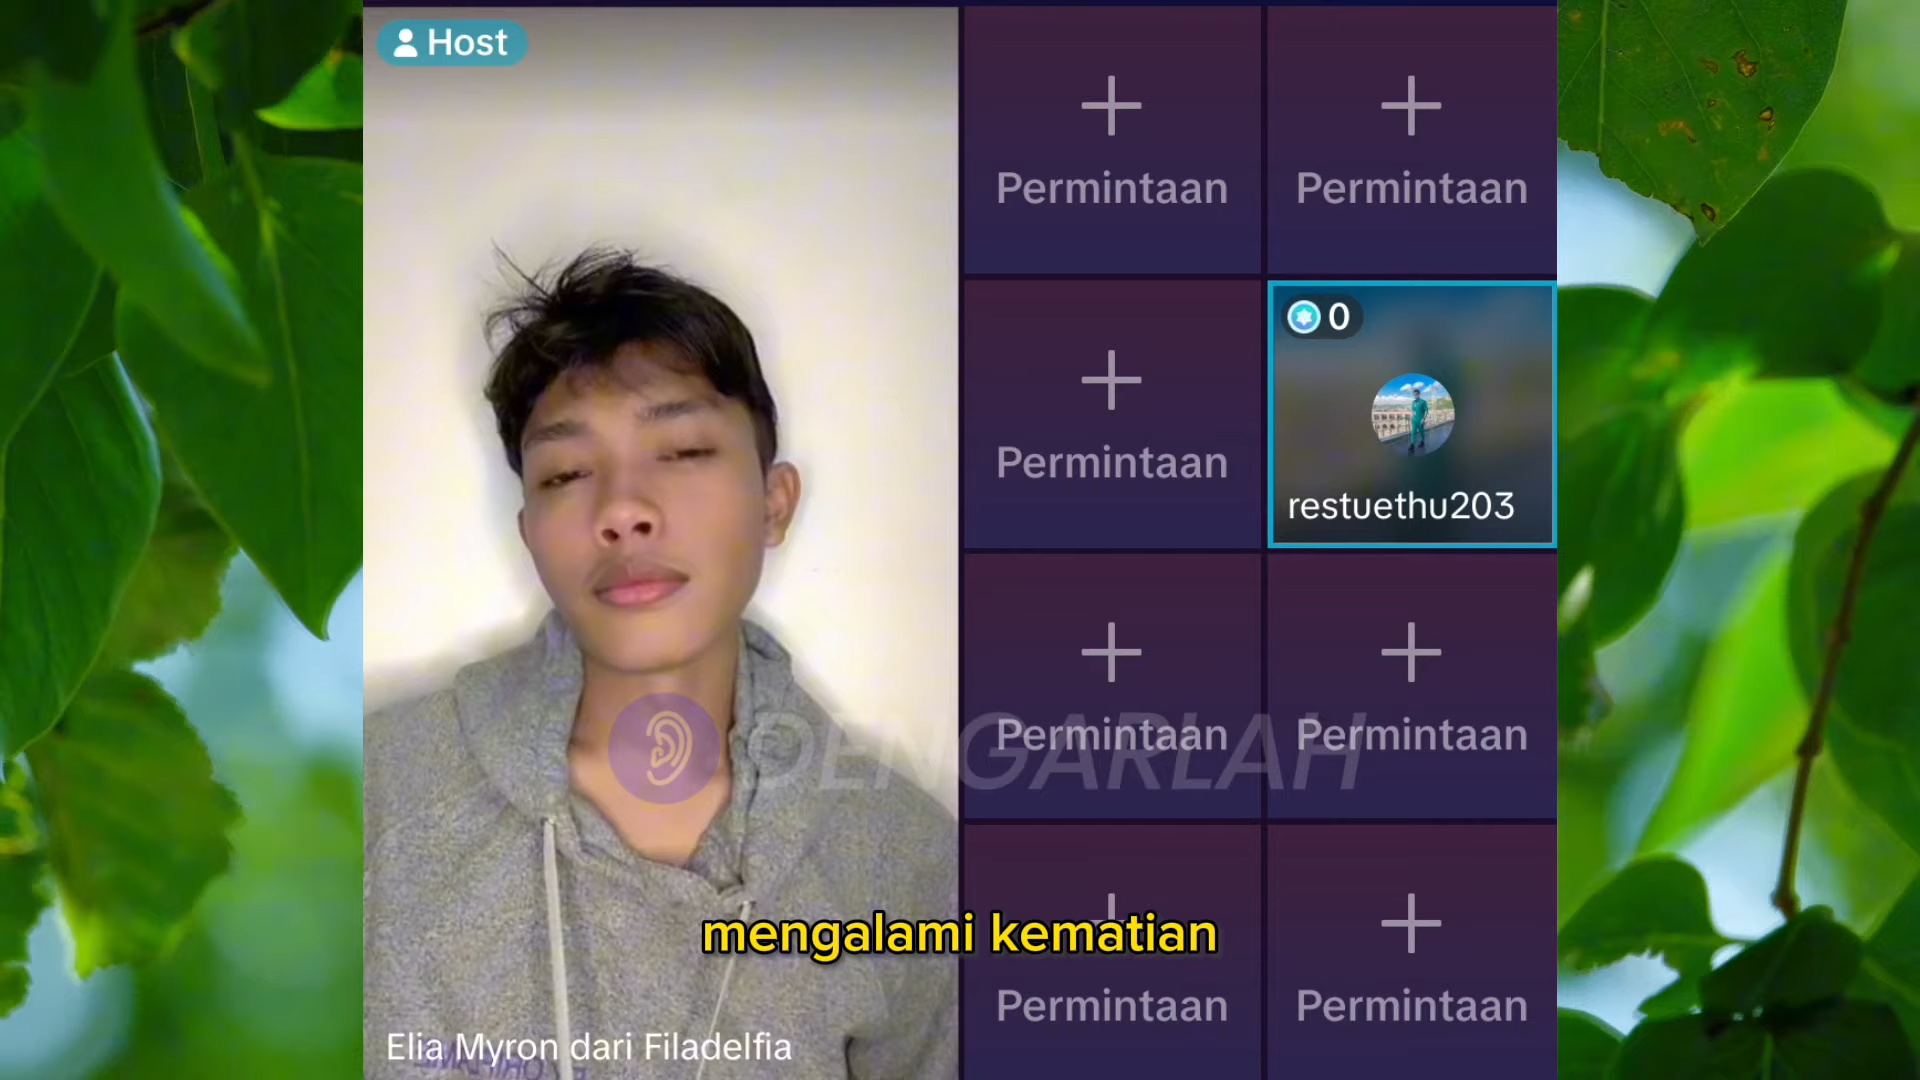 Host
Permintaan
Permintaan
Permintaan
0
restuethu203
Permintaan
Permintaan
DENGARLAH
mengalami kematian
Permintaan
Permintaan
Elia Myron dari Filadelfia